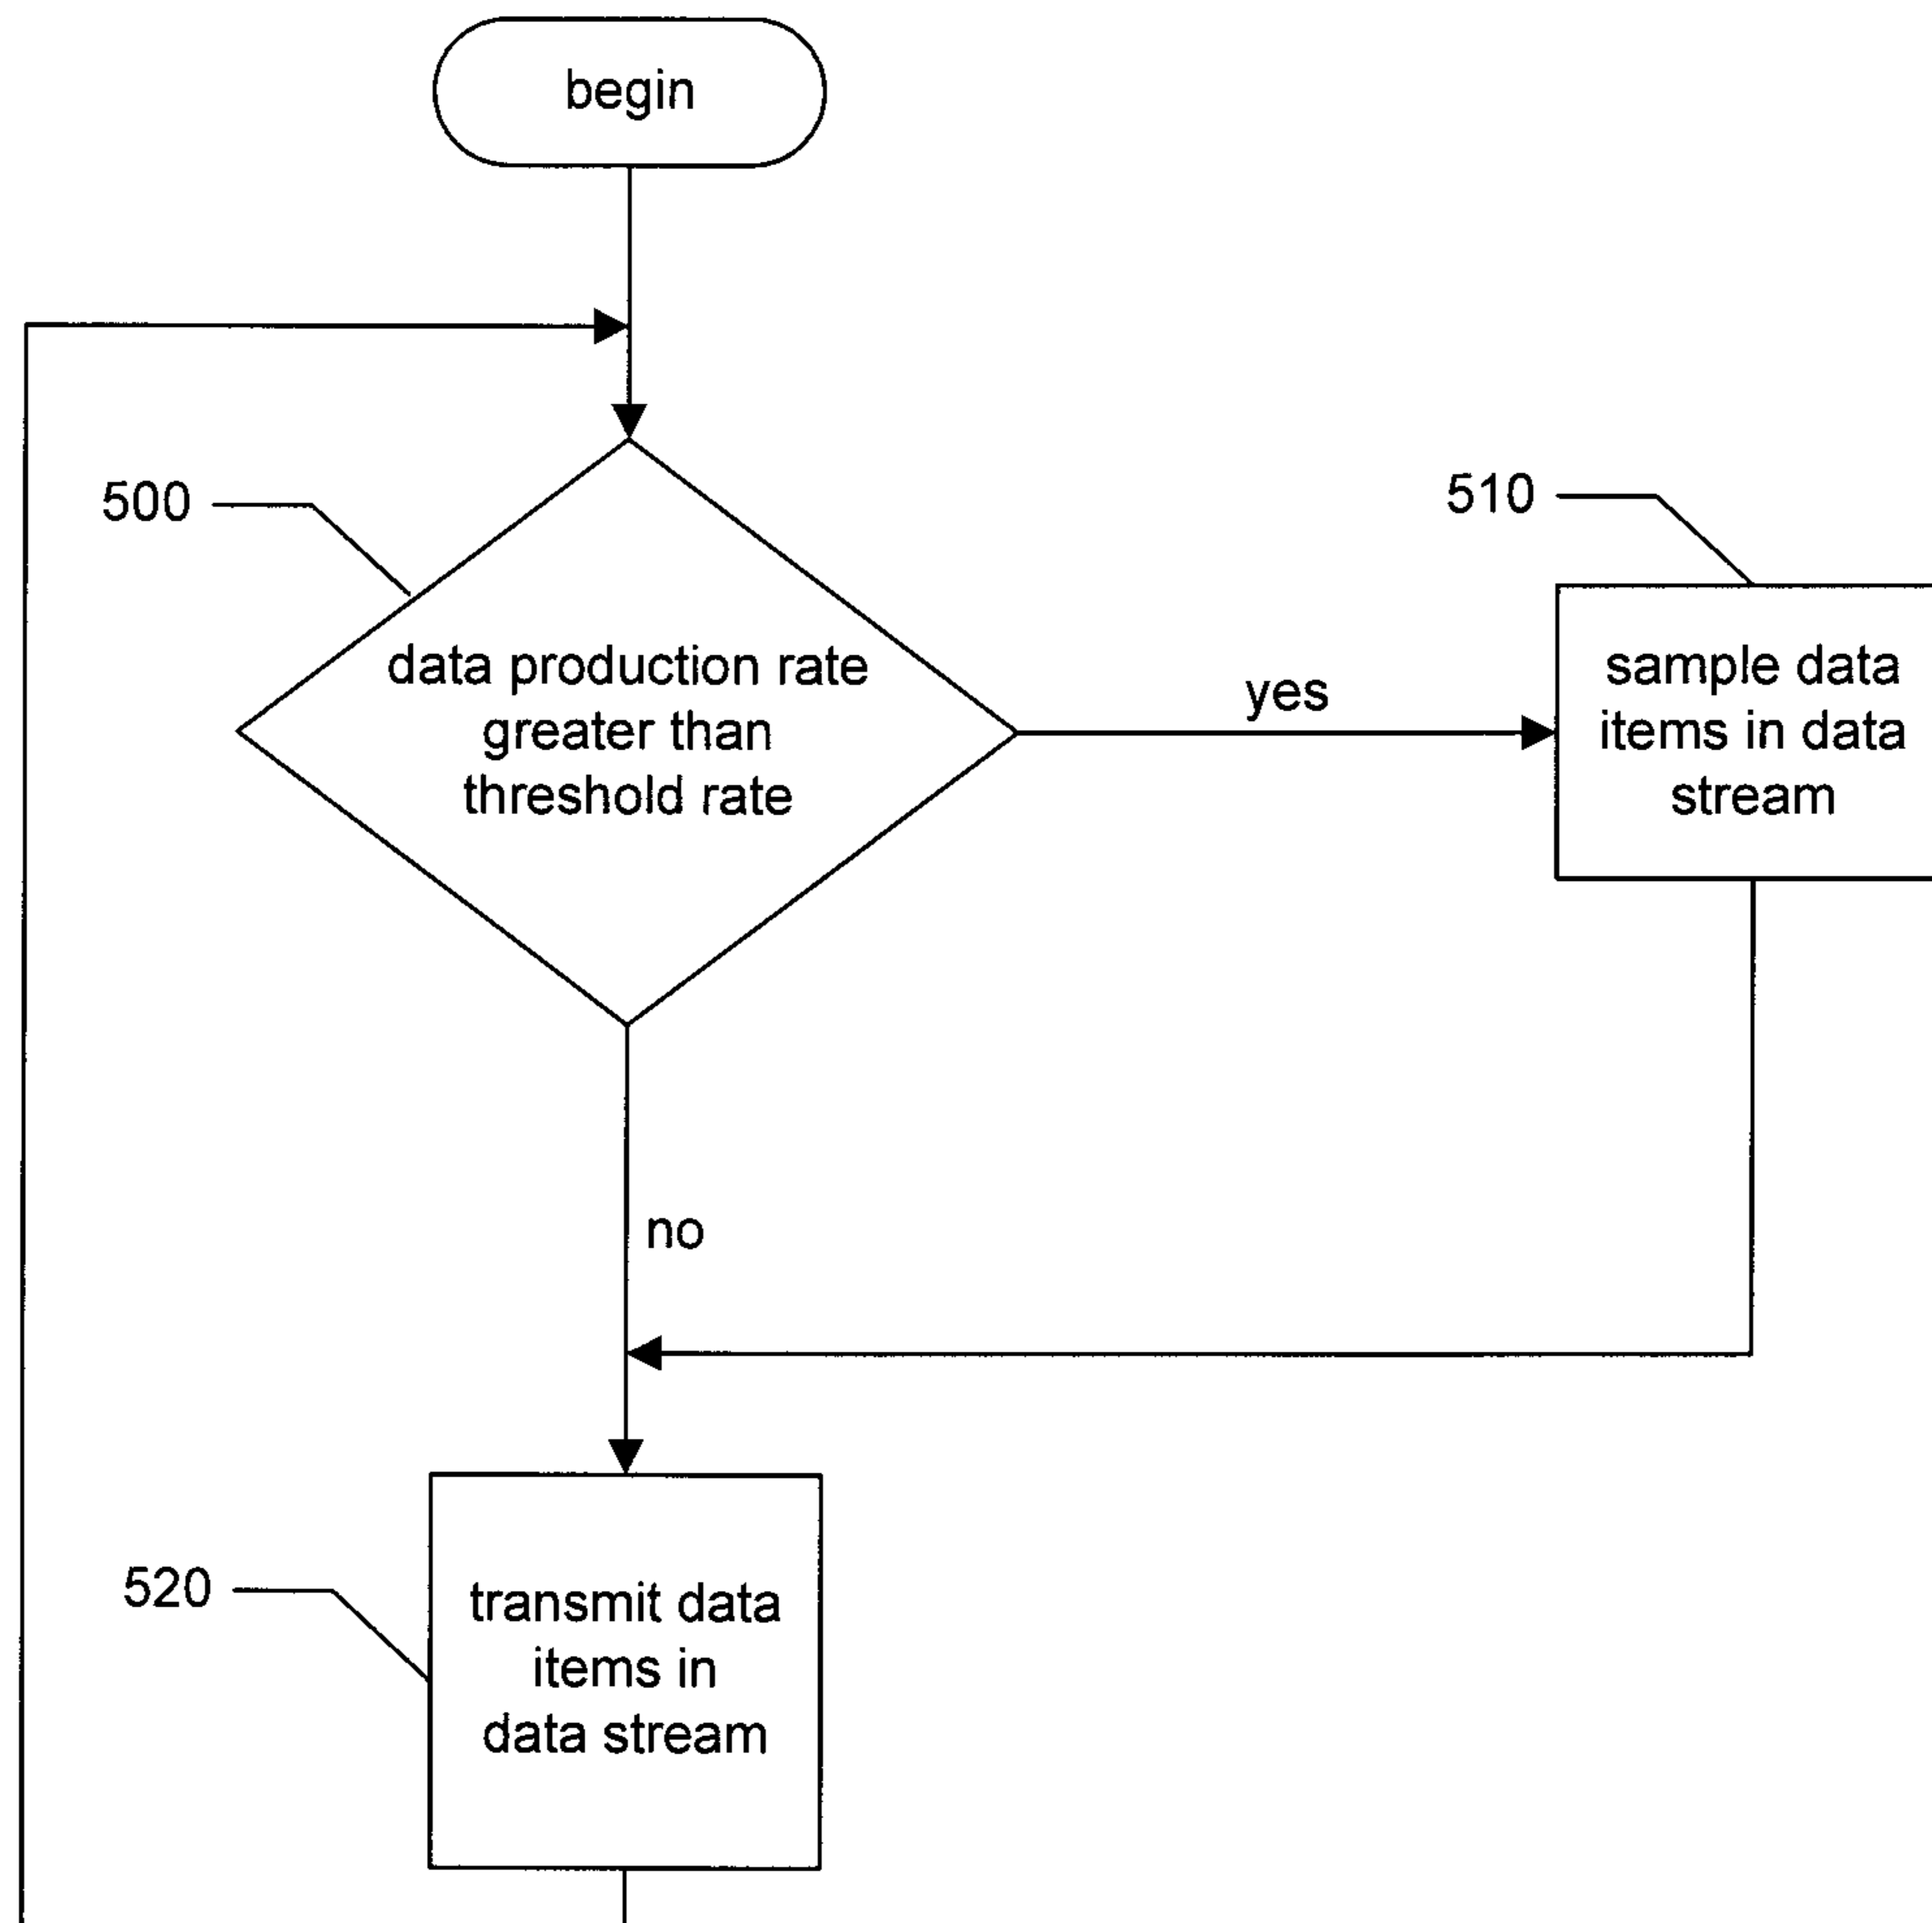 begin
500
data production rate
greater than
threshold rate
yes
510
sample data
items in data
stream
no
520
transmit data
items in
data stream